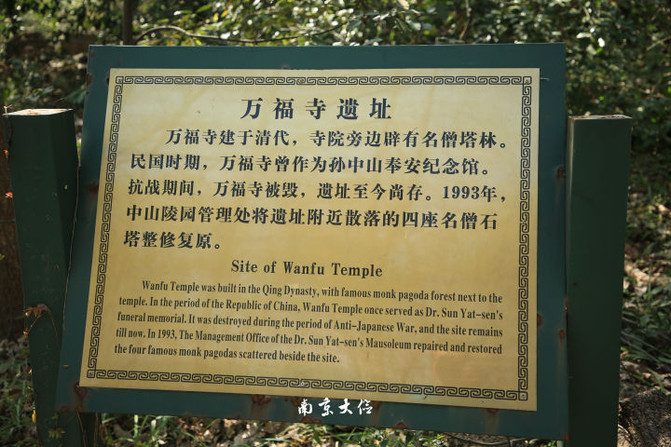 万福寺遗址
万福寺建于清代，寺院旁边辟有名僧塔林。
民国时期，万福寺曾作为孙中山奉安纪念馆。
抗战期间，万福寺被毁，遗址至今尚存。1993年，
中山陵园管理处将遗址附近散落的四座名僧石
塔整修复原。
Site of Wanfu Temple
Wanfu Temple was built in the Qing Dynasty, with famous monk pagoda forest next to the
temple. In the period of the Republic of China, Wanfu Temple once served as Dr. Sun Yat-sen's
funeral memorial. It was destroyed during the period of Anti-Japanese War, and the site remains
till now. In 1993, The Management Office of the Dr. Sun Yat-sen's Mausoleum repaired and restored
the four famous monk pagodas scattered beside the site.
南京大信